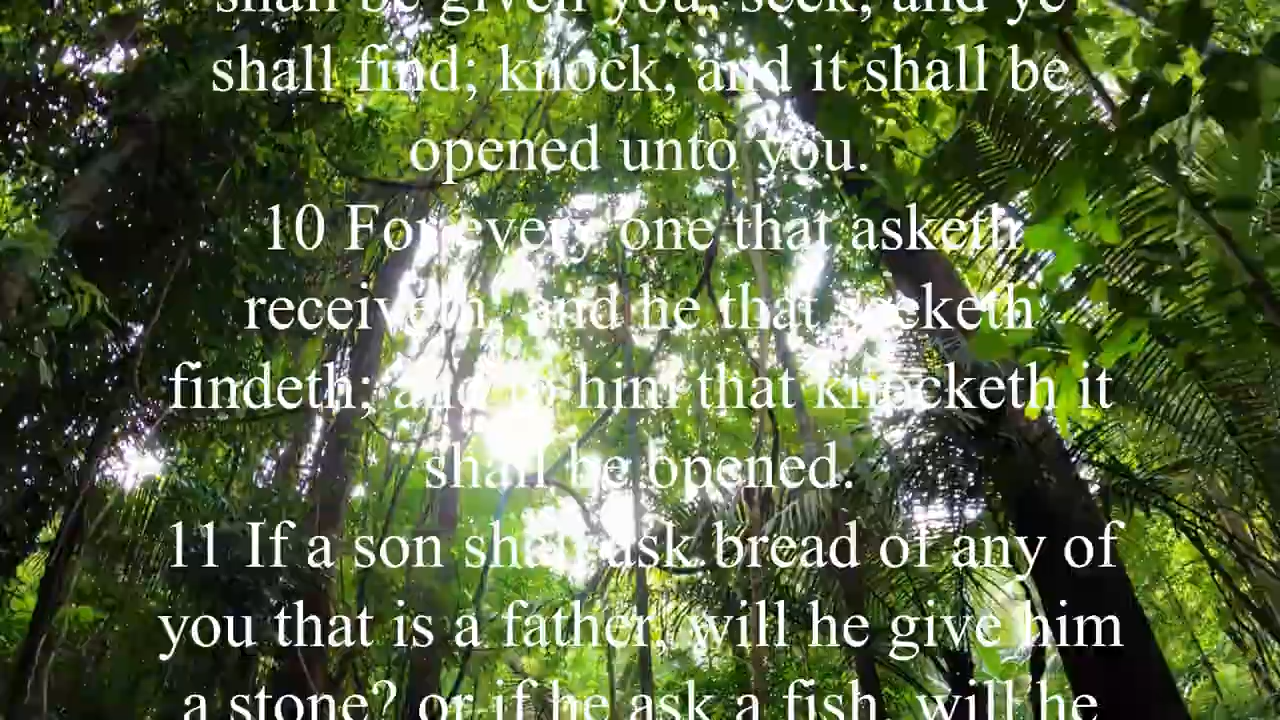 shall be given you; seek, and ye
shall find; knock, and it shall be
opened unto you.
10 For every one that asketh
receiveth; and he that seeketh
findeth; and to him that knocketh it
shall be opened.
11 If a son shall ask bread of any of
you that is a father, will he give him
a stone? or if he ask a fish, will he